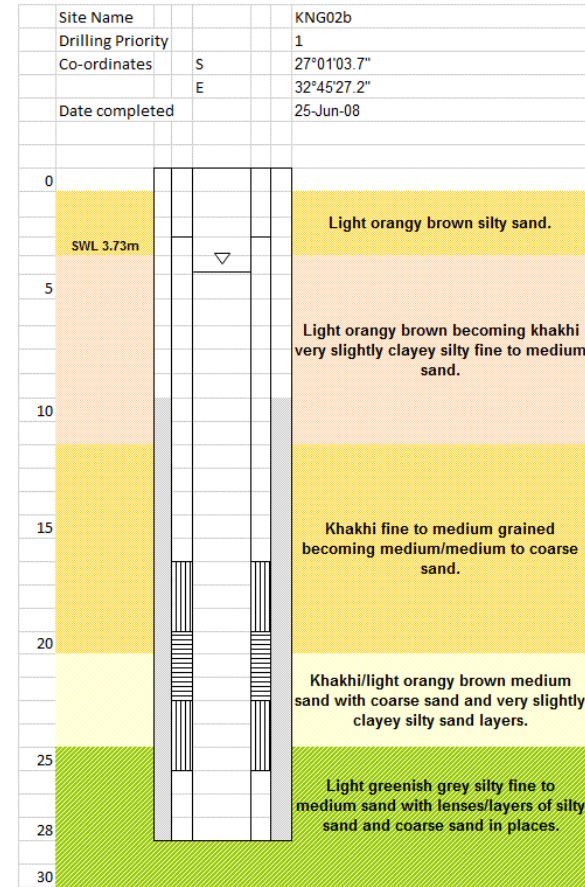 Site Name KNG02b
Drilling Priority 1
Co-ordinates S 27°01'03.7"
E 32°45'27.2"
Date completed 25-Jun-08
0
Light orangy brown silty sand.
SWL 3.73m
5
Light orangy brown becoming khakhi
very slightly clayey silty fine to medium
sand.
10
15
Khakhi fine to medium grained
becoming medium/medium to coarse
sand.
20
Khakhi/light orangy brown medium
sand with coarse sand and very slightly
clayey silty sand layers.
25
Light greenish grey silty fine to
medium sand with lenses/layers of silty
sand and coarse sand in places.
28
30